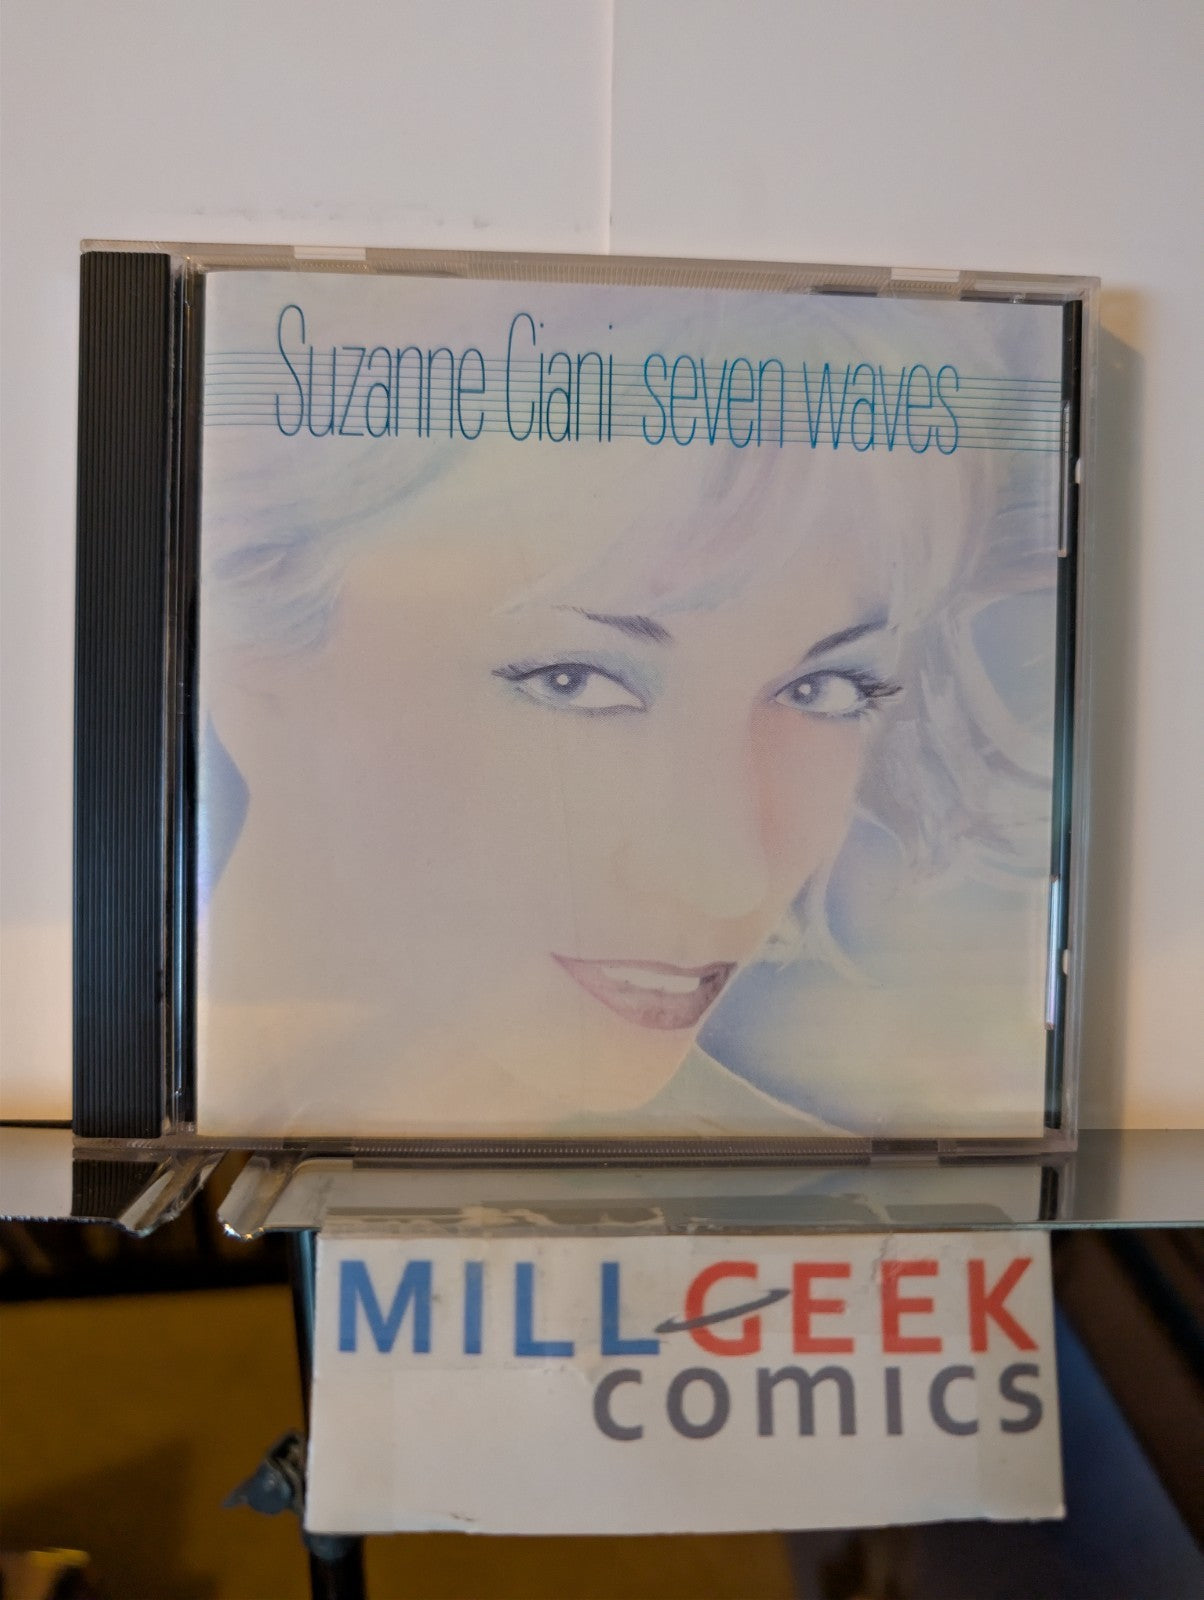 Suzanne Ciani seven waves
MILLGEEK
comics